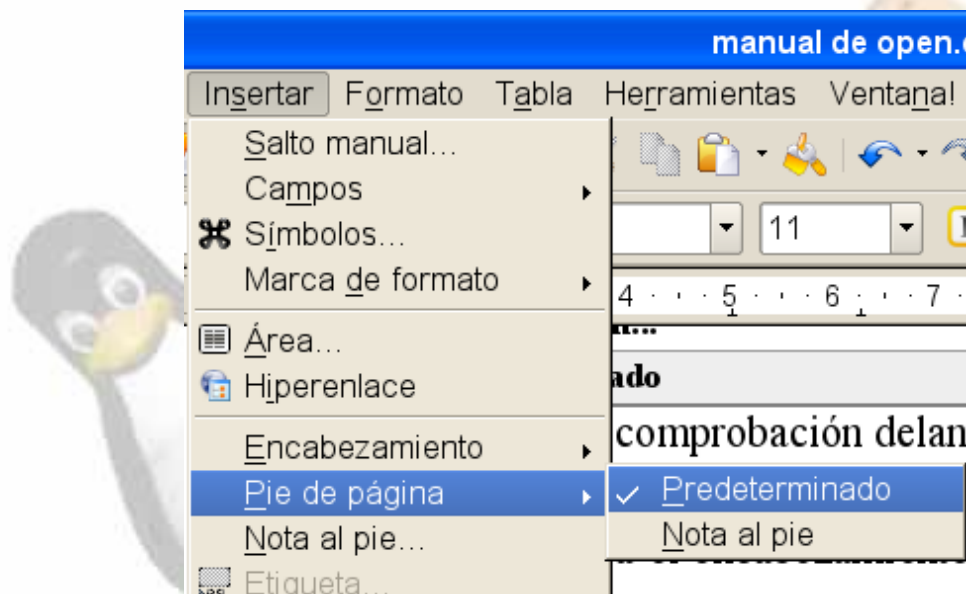 manual de open.
Insertar Formato Tabla Herramientas Ventana!
Salto manual...
Campos
Símbolos...
Marca de formato
11
4 5 6 7
Área...
Hiperenlace
ado
Encabezamiento
comprobación delan
Pie de página
Predeterminado
Nota al pie...
Nota al pie
Etiqueta...